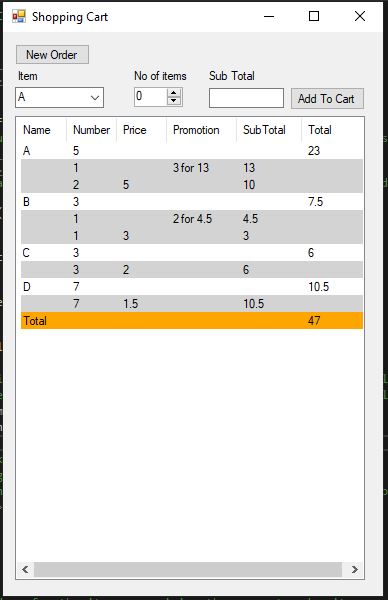 Shopping Cart
New Order
Item No of items Sub Total
A 0 Add To Cart
Name Number Price Promotion SubTotal Total
A 5 23
1 3 for 13 13
2 5 10
B 3 7.5
1 2 for 4.5 4.5
1 3 3
C 3 6
3 2 6
D 7 10.5
7 1.5 10.5
Total 47